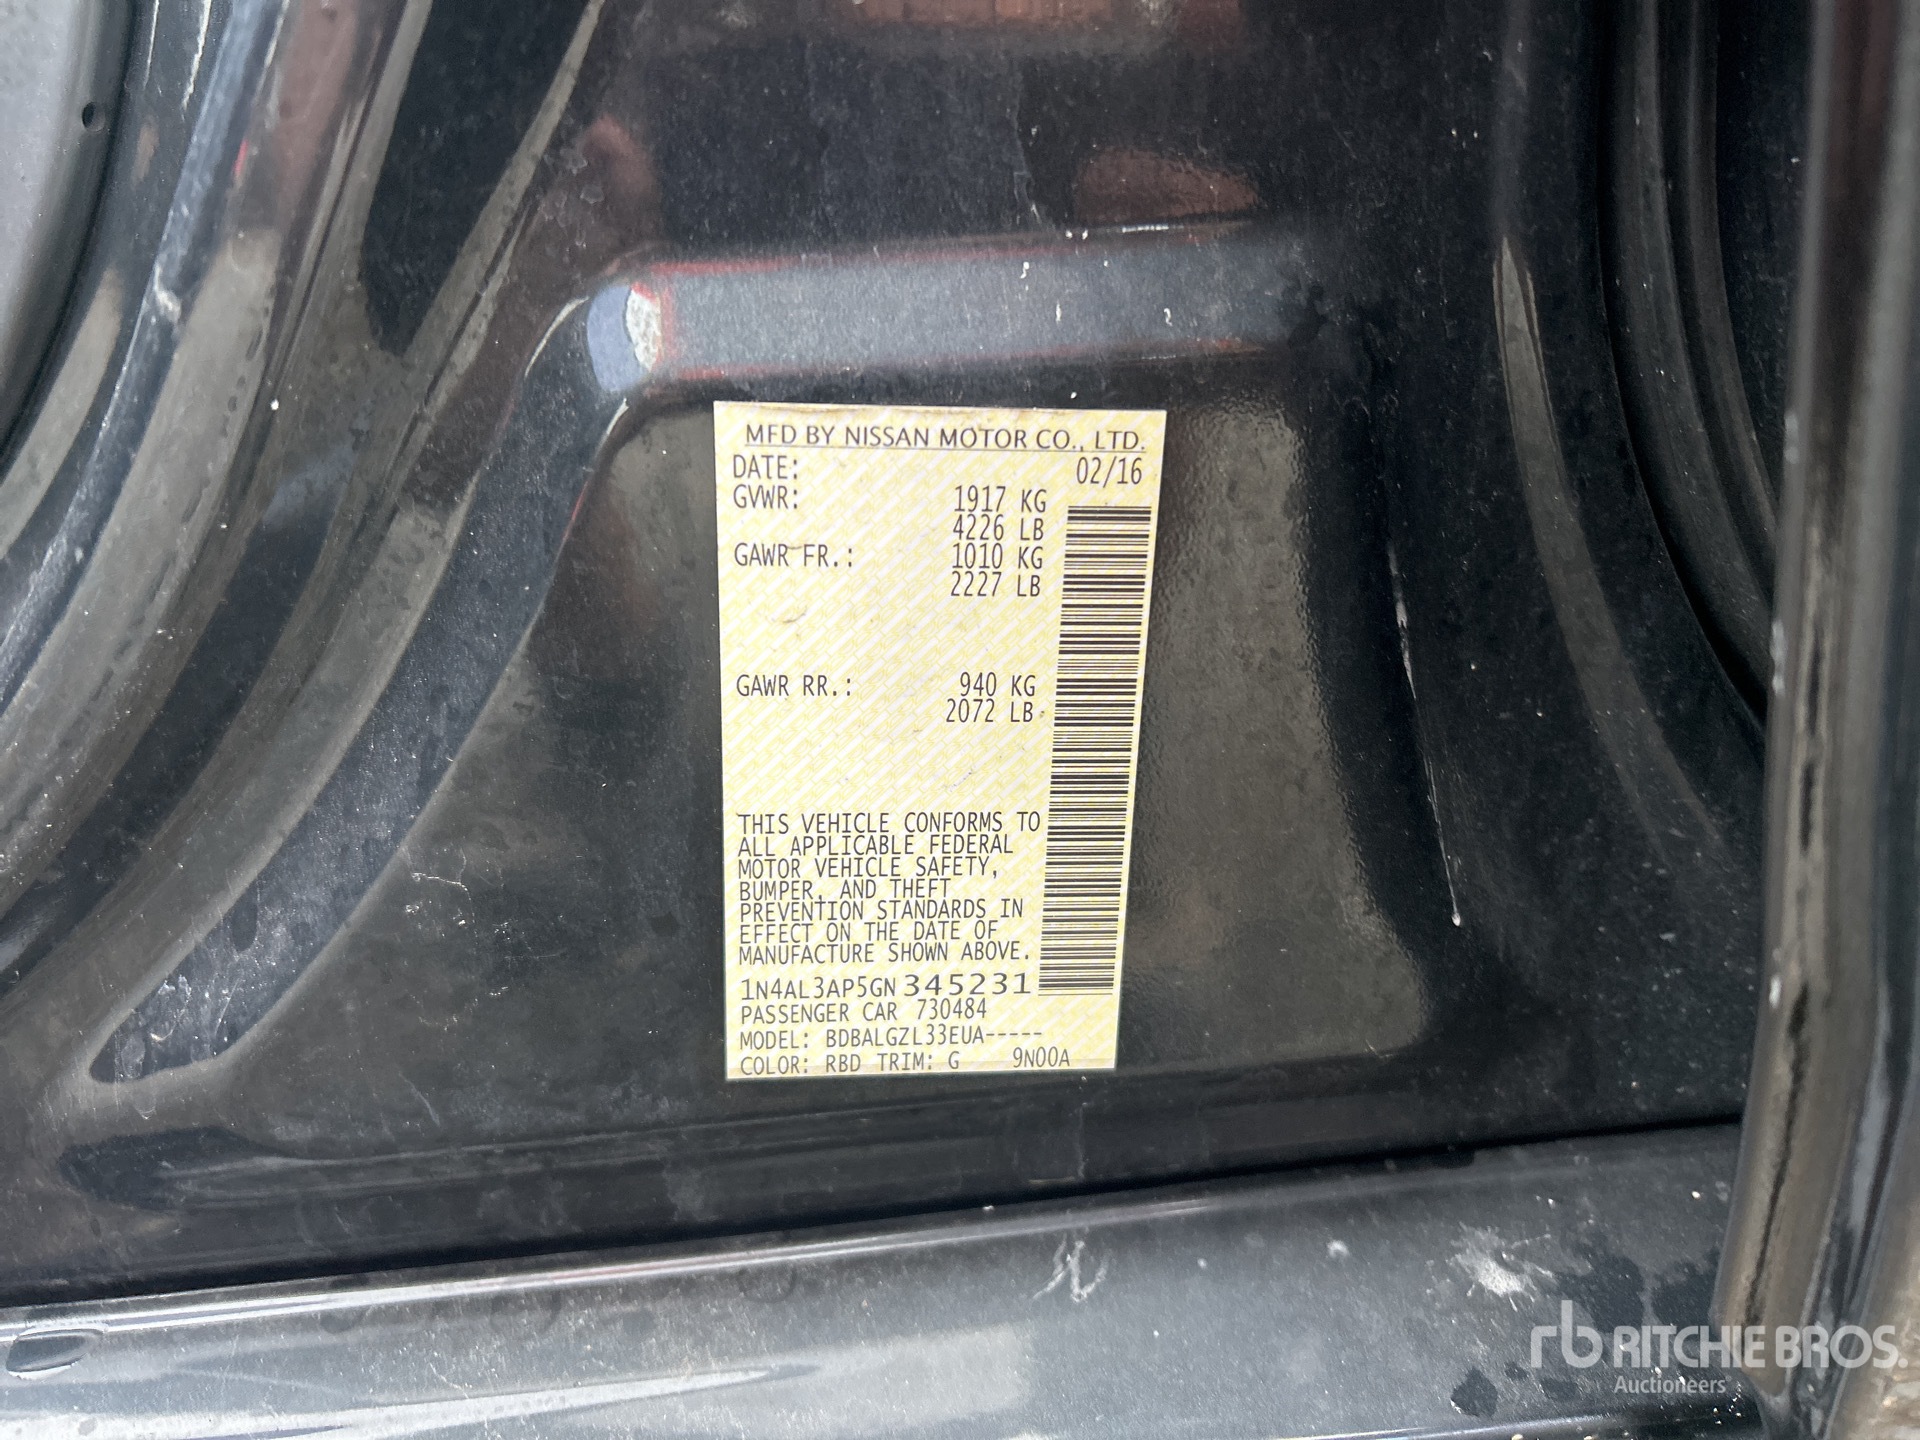 MFD BY NISSAN MOTOR CO., LTD.
DATE: 02/16
GVWR: 1917 KG
4226 LB
GAWR FR.: 1010 KG
2227 LB
GAWR RR.: 940 KG
2072 LB
THIS VEHICLE CONFORMS TO
ALL APPLICABLE FEDERAL
MOTOR VEHICLE SAFETY,
BUMPER, AND THEFT
PREVENTION STANDARDS IN
EFFECT ON THE DATE OF
MANUFACTURE SHOWN ABOVE.
1N4AL3AP5GN345231
PASSENGER CAR 730484
MODEL: BDBALGZL33EUA-----
COLOR: RBD TRIM: G 9N00A
rb RITCHIE BROS.
Auctioneers